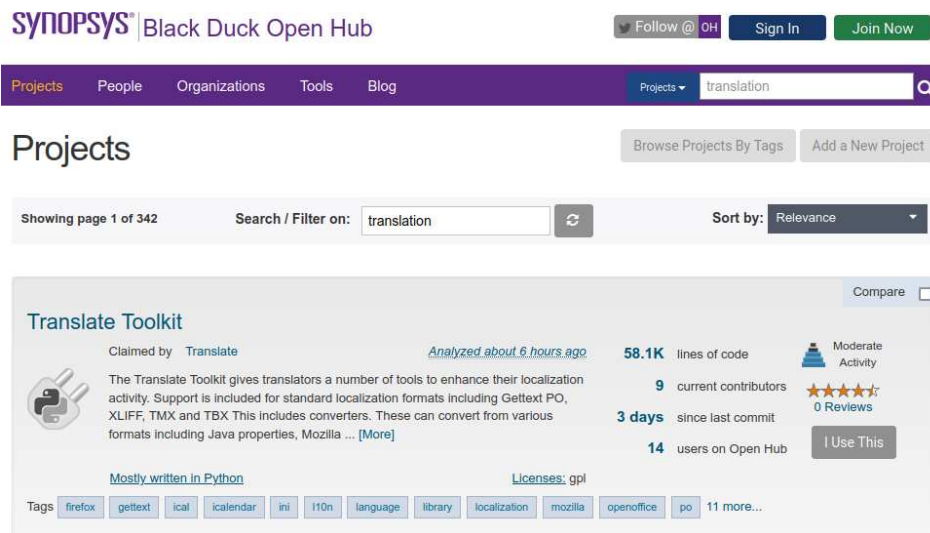 SYNOPSYS® Black Duck Open Hub
Follow @ OH
Sign In
Join Now
Projects People Organizations Tools Blog
Projects translation
Projects
Browse Projects By Tags
Add a New Project
Showing page 1 of 342
Search / Filter on: translation
Sort by: Relevance
Compare
Translate Toolkit
Claimed by Translate
Analyzed about 6 hours ago
The Translate Toolkit gives translators a number of tools to enhance their localization
activity. Support is included for standard localization formats including Gettext PO,
XLIFF, TMX and TBX This includes converters. These can convert from various
formats including Java properties, Mozilla ... [More]
Mostly written in Python
Licenses: gpl
58.1K lines of code
9 current contributors
3 days since last commit
14 users on Open Hub
Moderate
Activity
0 Reviews
I Use This
Tags firefox gettext ical icalendar ini l10n language library localization mozilla openoffice po 11 more...